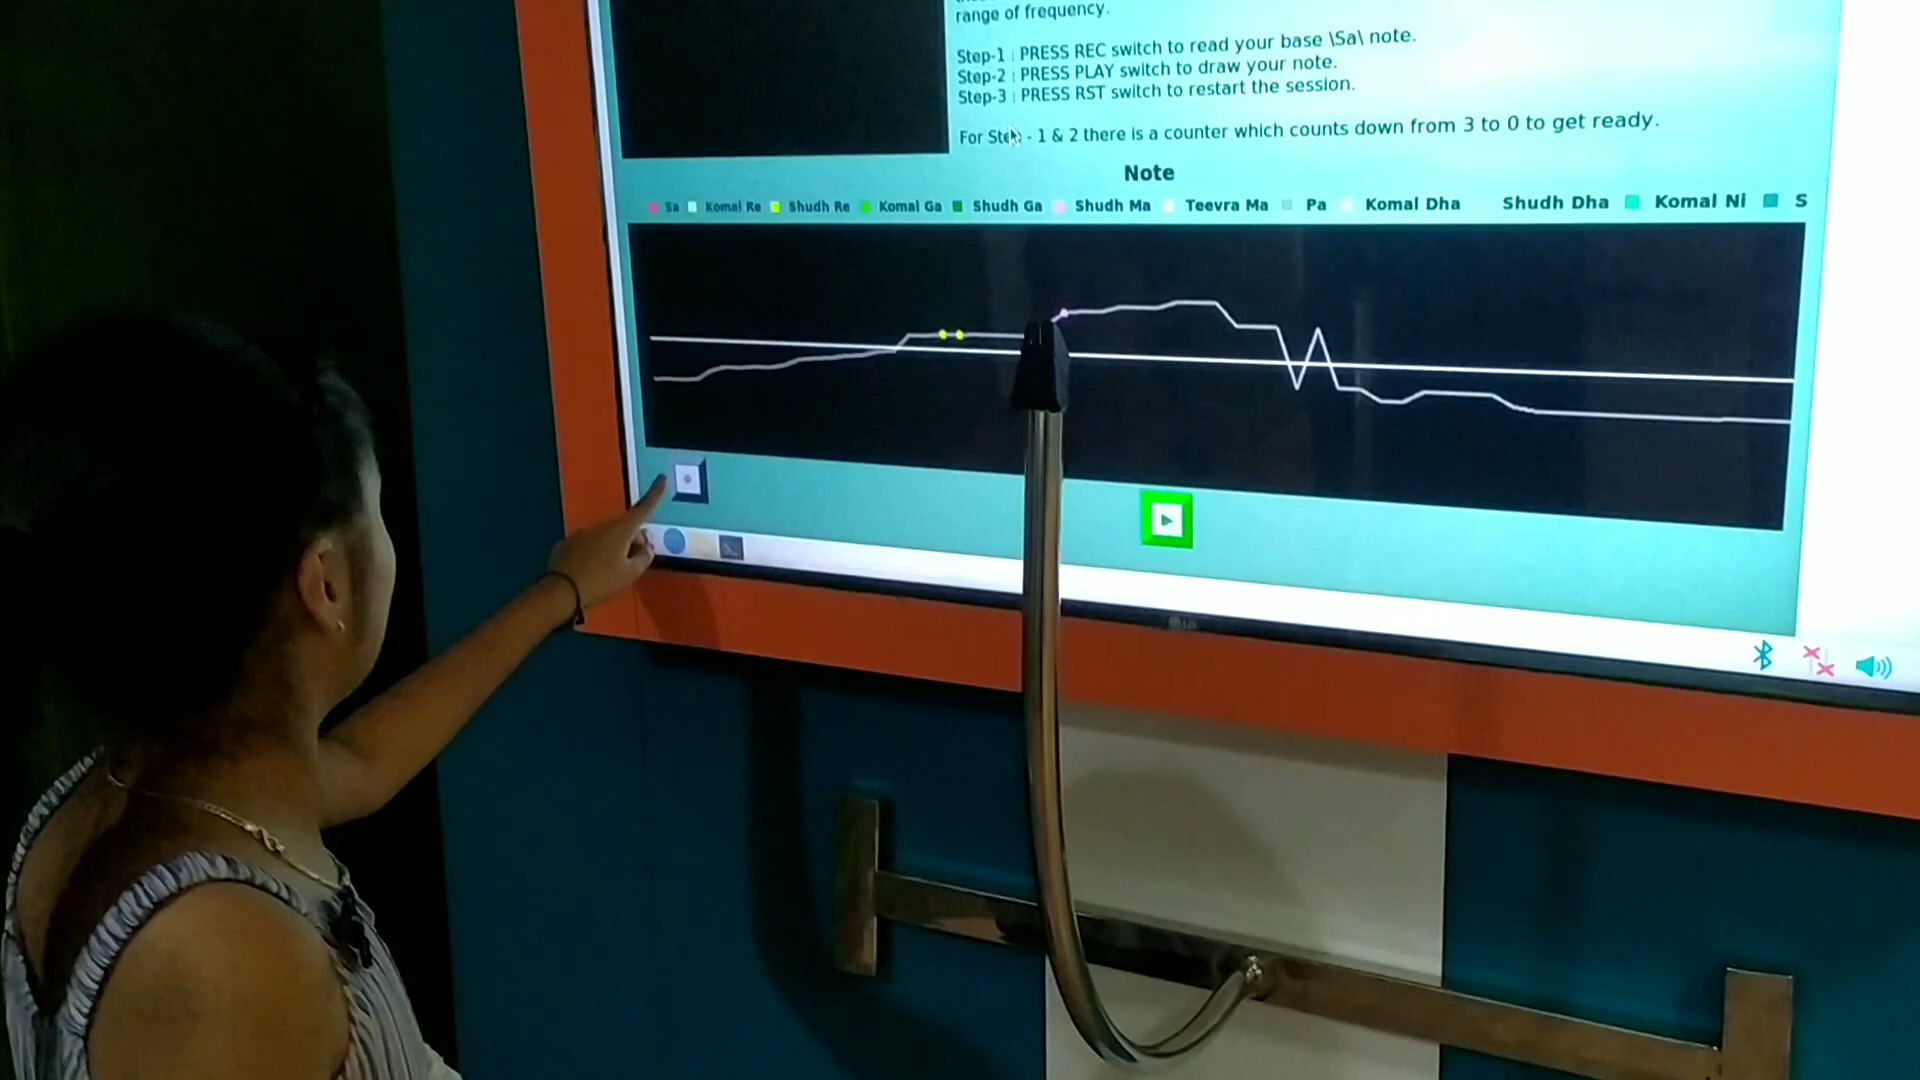 range of frequency.
Step-1 : PRESS REC switch to read your base \Sa\ note.
Step-2 : PRESS PLAY switch to draw your note.
Step-3 : PRESS RST switch to restart the session.
For Step - 1 & 2 there is a counter which counts down from 3 to 0 to get ready.
Note
Sa Komal Re Shudh Re Komal Ga Shudh Ga Shudh Ma Teevra Ma Pa Komal Dha Shudh Dha Komal Ni S
LG